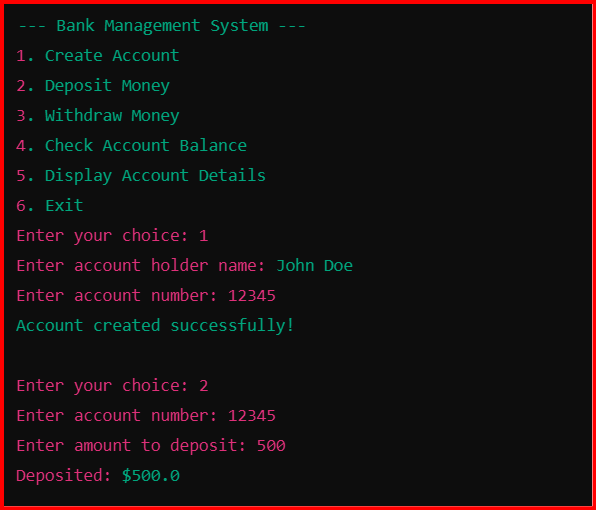 --- Bank Management System ---
1. Create Account
2. Deposit Money
3. Withdraw Money
4. Check Account Balance
5. Display Account Details
6. Exit
Enter your choice: 1
Enter account holder name: John Doe
Enter account number: 12345
Account created successfully!
Enter your choice: 2
Enter account number: 12345
Enter amount to deposit: 500
Deposited: $500.0